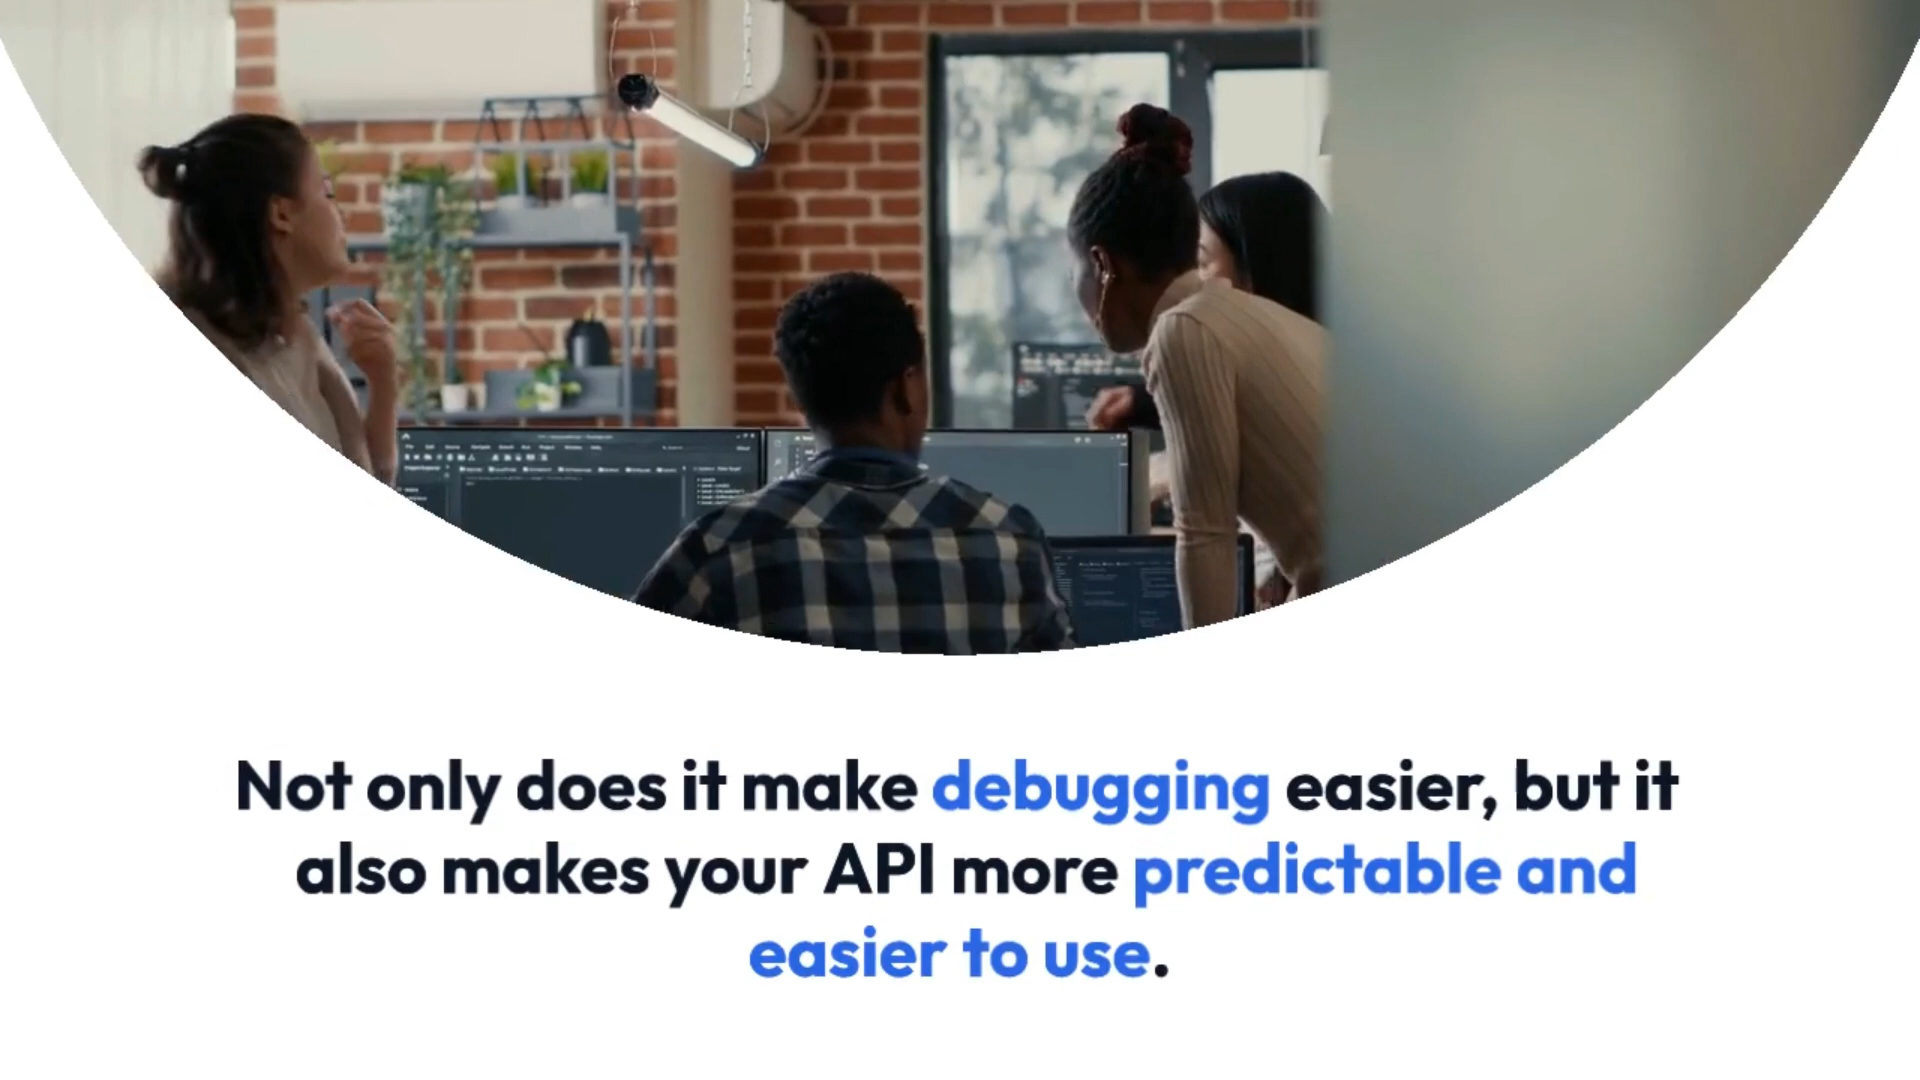 Not only does it make debugging easier, but it
also makes your API more predictable and
easier to use.